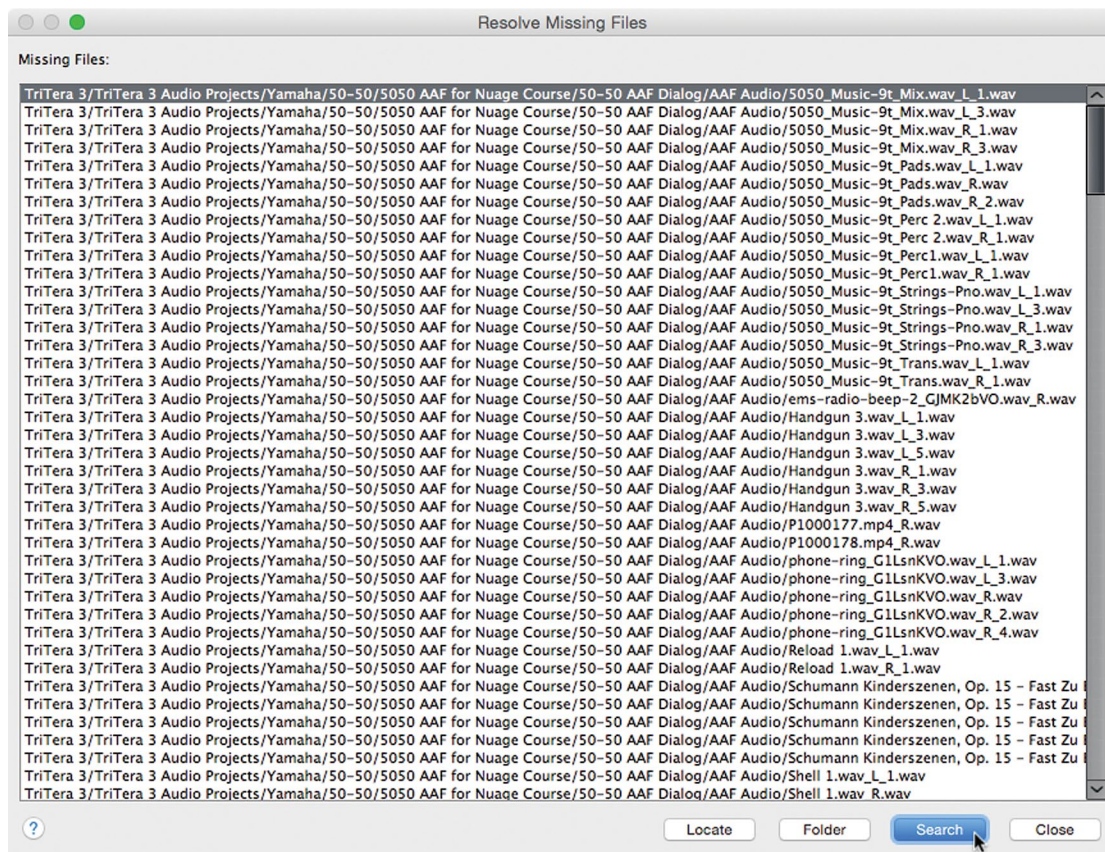 Resolve Missing Files
Missing Files:
TriTera 3/TriTera 3 Audio Projects/Yamaha/50-50/5050 AAF for Nuage Course/50-50 AAF Dialog/AAF Audio/5050_Music-9t_Mix.wav_L_1.wav
TriTera 3/TriTera 3 Audio Projects/Yamaha/50-50/5050 AAF for Nuage Course/50-50 AAF Dialog/AAF Audio/5050_Music-9t_Mix.wav_L_3.wav
TriTera 3/TriTera 3 Audio Projects/Yamaha/50-50/5050 AAF for Nuage Course/50-50 AAF Dialog/AAF Audio/5050_Music-9t_Mix.wav_R_1.wav
TriTera 3/TriTera 3 Audio Projects/Yamaha/50-50/5050 AAF for Nuage Course/50-50 AAF Dialog/AAF Audio/5050_Music-9t_Mix.wav_R_3.wav
TriTera 3/TriTera 3 Audio Projects/Yamaha/50-50/5050 AAF for Nuage Course/50-50 AAF Dialog/AAF Audio/5050_Music-9t_Pads.wav_L_1.wav
TriTera 3/TriTera 3 Audio Projects/Yamaha/50-50/5050 AAF for Nuage Course/50-50 AAF Dialog/AAF Audio/5050_Music-9t_Pads.wav_R.wav
TriTera 3/TriTera 3 Audio Projects/Yamaha/50-50/5050 AAF for Nuage Course/50-50 AAF Dialog/AAF Audio/5050_Music-9t_Pads.wav_R_2.wav
TriTera 3/TriTera 3 Audio Projects/Yamaha/50-50/5050 AAF for Nuage Course/50-50 AAF Dialog/AAF Audio/5050_Music-9t_Perc 2.wav_L_1.wav
TriTera 3/TriTera 3 Audio Projects/Yamaha/50-50/5050 AAF for Nuage Course/50-50 AAF Dialog/AAF Audio/5050_Music-9t_Perc 2.wav_R_1.wav
TriTera 3/TriTera 3 Audio Projects/Yamaha/50-50/5050 AAF for Nuage Course/50-50 AAF Dialog/AAF Audio/5050_Music-9t_Perc1.wav_L_1.wav
TriTera 3/TriTera 3 Audio Projects/Yamaha/50-50/5050 AAF for Nuage Course/50-50 AAF Dialog/AAF Audio/5050_Music-9t_Perc1.wav_R_1.wav
TriTera 3/TriTera 3 Audio Projects/Yamaha/50-50/5050 AAF for Nuage Course/50-50 AAF Dialog/AAF Audio/5050_Music-9t_Strings-Pno.wav_L_1.wav
TriTera 3/TriTera 3 Audio Projects/Yamaha/50-50/5050 AAF for Nuage Course/50-50 AAF Dialog/AAF Audio/5050_Music-9t_Strings-Pno.wav_L_3.wav
TriTera 3/TriTera 3 Audio Projects/Yamaha/50-50/5050 AAF for Nuage Course/50-50 AAF Dialog/AAF Audio/5050_Music-9t_Strings-Pno.wav_R_1.wav
TriTera 3/TriTera 3 Audio Projects/Yamaha/50-50/5050 AAF for Nuage Course/50-50 AAF Dialog/AAF Audio/5050_Music-9t_Strings-Pno.wav_R_3.wav
TriTera 3/TriTera 3 Audio Projects/Yamaha/50-50/5050 AAF for Nuage Course/50-50 AAF Dialog/AAF Audio/5050_Music-9t_Trans.wav_L_1.wav
TriTera 3/TriTera 3 Audio Projects/Yamaha/50-50/5050 AAF for Nuage Course/50-50 AAF Dialog/AAF Audio/5050_Music-9t_Trans.wav_R_1.wav
TriTera 3/TriTera 3 Audio Projects/Yamaha/50-50/5050 AAF for Nuage Course/50-50 AAF Dialog/AAF Audio/ems-radio-beep-2_GJMK2bVO.wav_R.wav
TriTera 3/TriTera 3 Audio Projects/Yamaha/50-50/5050 AAF for Nuage Course/50-50 AAF Dialog/AAF Audio/Handgun 3.wav_L_1.wav
TriTera 3/TriTera 3 Audio Projects/Yamaha/50-50/5050 AAF for Nuage Course/50-50 AAF Dialog/AAF Audio/Handgun 3.wav_L_3.wav
TriTera 3/TriTera 3 Audio Projects/Yamaha/50-50/5050 AAF for Nuage Course/50-50 AAF Dialog/AAF Audio/Handgun 3.wav_L_5.wav
TriTera 3/TriTera 3 Audio Projects/Yamaha/50-50/5050 AAF for Nuage Course/50-50 AAF Dialog/AAF Audio/Handgun 3.wav_R_1.wav
TriTera 3/TriTera 3 Audio Projects/Yamaha/50-50/5050 AAF for Nuage Course/50-50 AAF Dialog/AAF Audio/Handgun 3.wav_R_3.wav
TriTera 3/TriTera 3 Audio Projects/Yamaha/50-50/5050 AAF for Nuage Course/50-50 AAF Dialog/AAF Audio/Handgun 3.wav_R_5.wav
TriTera 3/TriTera 3 Audio Projects/Yamaha/50-50/5050 AAF for Nuage Course/50-50 AAF Dialog/AAF Audio/P1000177.mp4_R.wav
TriTera 3/TriTera 3 Audio Projects/Yamaha/50-50/5050 AAF for Nuage Course/50-50 AAF Dialog/AAF Audio/P1000178.mp4_R.wav
TriTera 3/TriTera 3 Audio Projects/Yamaha/50-50/5050 AAF for Nuage Course/50-50 AAF Dialog/AAF Audio/phone-ring_G1LsnKVO.wav_L_1.wav
TriTera 3/TriTera 3 Audio Projects/Yamaha/50-50/5050 AAF for Nuage Course/50-50 AAF Dialog/AAF Audio/phone-ring_G1LsnKVO.wav_L_3.wav
TriTera 3/TriTera 3 Audio Projects/Yamaha/50-50/5050 AAF for Nuage Course/50-50 AAF Dialog/AAF Audio/phone-ring_G1LsnKVO.wav_R.wav
TriTera 3/TriTera 3 Audio Projects/Yamaha/50-50/5050 AAF for Nuage Course/50-50 AAF Dialog/AAF Audio/phone-ring_G1LsnKVO.wav_R_2.wav
TriTera 3/TriTera 3 Audio Projects/Yamaha/50-50/5050 AAF for Nuage Course/50-50 AAF Dialog/AAF Audio/phone-ring_G1LsnKVO.wav_R_4.wav
TriTera 3/TriTera 3 Audio Projects/Yamaha/50-50/5050 AAF for Nuage Course/50-50 AAF Dialog/AAF Audio/Reload 1.wav_L_1.wav
TriTera 3/TriTera 3 Audio Projects/Yamaha/50-50/5050 AAF for Nuage Course/50-50 AAF Dialog/AAF Audio/Reload 1.wav_R_1.wav
TriTera 3/TriTera 3 Audio Projects/Yamaha/50-50/5050 AAF for Nuage Course/50-50 AAF Dialog/AAF Audio/Schumann Kinderszenen, Op. 15 - Fast Zu
TriTera 3/TriTera 3 Audio Projects/Yamaha/50-50/5050 AAF for Nuage Course/50-50 AAF Dialog/AAF Audio/Schumann Kinderszenen, Op. 15 - Fast Zu
TriTera 3/TriTera 3 Audio Projects/Yamaha/50-50/5050 AAF for Nuage Course/50-50 AAF Dialog/AAF Audio/Schumann Kinderszenen, Op. 15 - Fast Zu
TriTera 3/TriTera 3 Audio Projects/Yamaha/50-50/5050 AAF for Nuage Course/50-50 AAF Dialog/AAF Audio/Schumann Kinderszenen, Op. 15 - Fast Zu
TriTera 3/TriTera 3 Audio Projects/Yamaha/50-50/5050 AAF for Nuage Course/50-50 AAF Dialog/AAF Audio/Schumann Kinderszenen, Op. 15 - Fast Zu
TriTera 3/TriTera 3 Audio Projects/Yamaha/50-50/5050 AAF for Nuage Course/50-50 AAF Dialog/AAF Audio/Shell 1.wav_L_1.wav
TriTera 3/TriTera 3 Audio Projects/Yamaha/50-50/5050 AAF for Nuage Course/50-50 AAF Dialog/AAF Audio/Shell 1.wav_R.wav
? Locate Folder Search Close